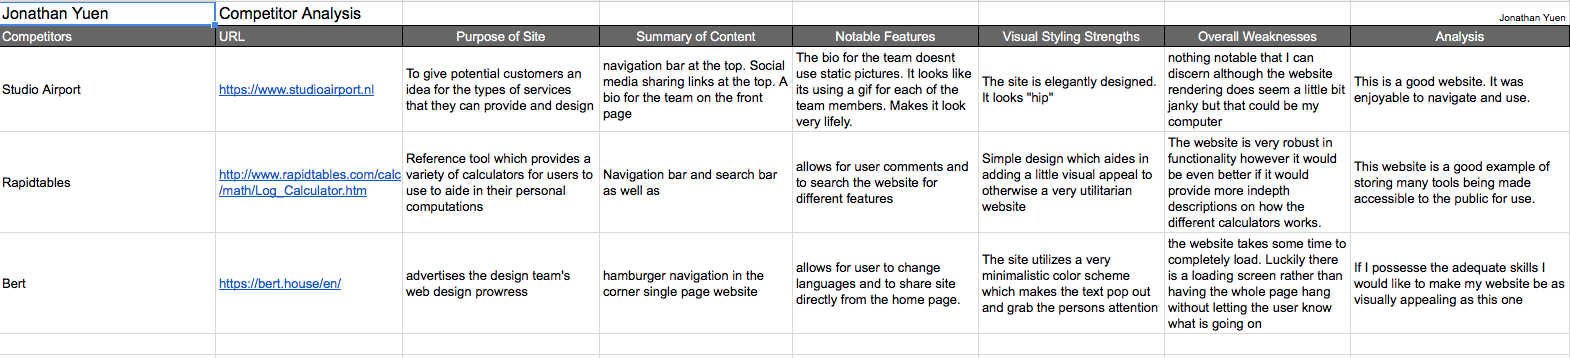 Jonathan Yuen
Competitor Analysis
Jonathan Yuen
Competitors
URL
Purpose of Site
Summary of Content
Notable Features
Visual Styling Strengths
Overall Weaknesses
Analysis
Studio Airport
https://www.studioairport.nl
To give potential customers an
idea for the types of services
that they can provide and design
navigation bar at the top. Social
media sharing links at the top. A
bio for the team on the front
page
The bio for the team doesnt
use static pictures. It looks like
its using a gif for each of the
team members. Makes it look
very lifely.
The site is elegantly designed.
It looks "hip"
nothing notable that I can
discern although the website
rendering does seem a little bit
janky but that could be my
computer
This is a good website. It was
enjoyable to navigate and use.
Rapidtables
http://www.rapidtables.com/calc
/math/Log_Calculator.htm
Reference tool which provides a
variety of calculators for users to
use to aide in their personal
computations
Navigation bar and search bar
as well as
allows for user comments and
to search the website for
different features
Simple design which aides in
adding a little visual appeal to
otherwise a very utilitarian
website
The website is very robust in
functionality however it would
be even better if it would
provide more indepth
descriptions on how the
different calculators works.
This website is a good example of
storing many tools being made
accessible to the public for use.
Bert
https://bert.house/en/
advertises the design team's
web design prowress
hamburger navigation in the
corner single page website
allows for user to change
languages and to share site
directly from the home page.
The site utilizes a very
minimalistic color scheme
which makes the text pop out
and grab the persons attention
the website takes some time to
completely load. Luckily there
is a loading screen rather than
having the whole page hang
without letting the user know
what is going on
If I possesse the adequate skills I
would like to make my website be as
visually appealing as this one